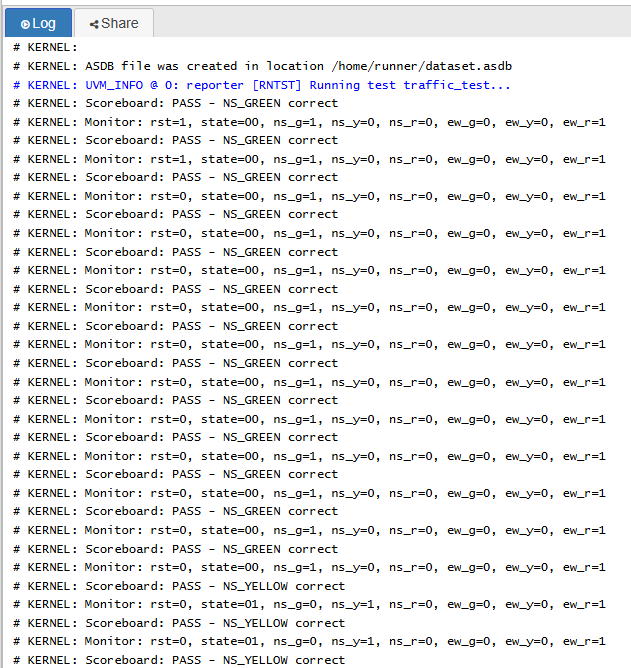 Log
Share
# KERNEL:
# KERNEL: ASDB file was created in location /home/runner/dataset.asdb
# KERNEL: UVM_INFO @ 0: reporter [RNTST] Running test traffic_test...
# KERNEL: Scoreboard: PASS - NS_GREEN correct
# KERNEL: Monitor: rst=1, state=00, ns_g=1, ns_y=0, ns_r=0, ew_g=0, ew_y=0, ew_r=1
# KERNEL: Scoreboard: PASS - NS_GREEN correct
# KERNEL: Monitor: rst=1, state=00, ns_g=1, ns_y=0, ns_r=0, ew_g=0, ew_y=0, ew_r=1
# KERNEL: Scoreboard: PASS - NS_GREEN correct
# KERNEL: Monitor: rst=0, state=00, ns_g=1, ns_y=0, ns_r=0, ew_g=0, ew_y=0, ew_r=1
# KERNEL: Scoreboard: PASS - NS_GREEN correct
# KERNEL: Monitor: rst=0, state=00, ns_g=1, ns_y=0, ns_r=0, ew_g=0, ew_y=0, ew_r=1
# KERNEL: Scoreboard: PASS - NS_GREEN correct
# KERNEL: Monitor: rst=0, state=00, ns_g=1, ns_y=0, ns_r=0, ew_g=0, ew_y=0, ew_r=1
# KERNEL: Scoreboard: PASS - NS_GREEN correct
# KERNEL: Monitor: rst=0, state=00, ns_g=1, ns_y=0, ns_r=0, ew_g=0, ew_y=0, ew_r=1
# KERNEL: Scoreboard: PASS - NS_GREEN correct
# KERNEL: Monitor: rst=0, state=00, ns_g=1, ns_y=0, ns_r=0, ew_g=0, ew_y=0, ew_r=1
# KERNEL: Scoreboard: PASS - NS_GREEN correct
# KERNEL: Monitor: rst=0, state=00, ns_g=1, ns_y=0, ns_r=0, ew_g=0, ew_y=0, ew_r=1
# KERNEL: Scoreboard: PASS - NS_GREEN correct
# KERNEL: Monitor: rst=0, state=00, ns_g=1, ns_y=0, ns_r=0, ew_g=0, ew_y=0, ew_r=1
# KERNEL: Scoreboard: PASS - NS_GREEN correct
# KERNEL: Monitor: rst=0, state=00, ns_g=1, ns_y=0, ns_r=0, ew_g=0, ew_y=0, ew_r=1
# KERNEL: Scoreboard: PASS - NS_GREEN correct
# KERNEL: Monitor: rst=0, state=00, ns_g=1, ns_y=0, ns_r=0, ew_g=0, ew_y=0, ew_r=1
# KERNEL: Scoreboard: PASS - NS_GREEN correct
# KERNEL: Monitor: rst=0, state=00, ns_g=1, ns_y=0, ns_r=0, ew_g=0, ew_y=0, ew_r=1
# KERNEL: Scoreboard: PASS - NS_GREEN correct
# KERNEL: Monitor: rst=0, state=00, ns_g=1, ns_y=0, ns_r=0, ew_g=0, ew_y=0, ew_r=1
# KERNEL: Scoreboard: PASS - NS_YELLOW correct
# KERNEL: Monitor: rst=0, state=01, ns_g=0, ns_y=1, ns_r=0, ew_g=0, ew_y=0, ew_r=1
# KERNEL: Scoreboard: PASS - NS_YELLOW correct
# KERNEL: Monitor: rst=0, state=01, ns_g=0, ns_y=1, ns_r=0, ew_g=0, ew_y=0, ew_r=1
# KERNEL: Scoreboard: PASS - NS_YELLOW correct